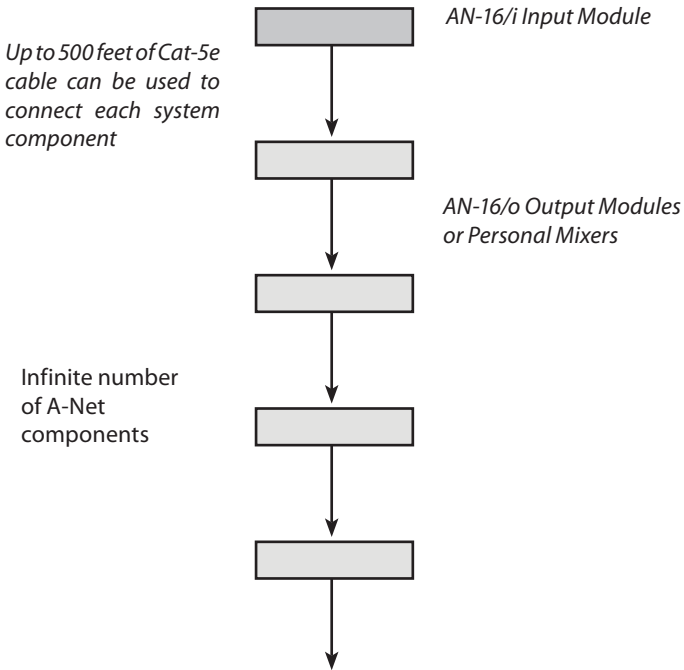 AN-16/i Input Module
Up to 500 feet of Cat-5e
cable can be used to
connect each system
component
AN-16/o Output Modules
or Personal Mixers
Infinite number
of A-Net
components